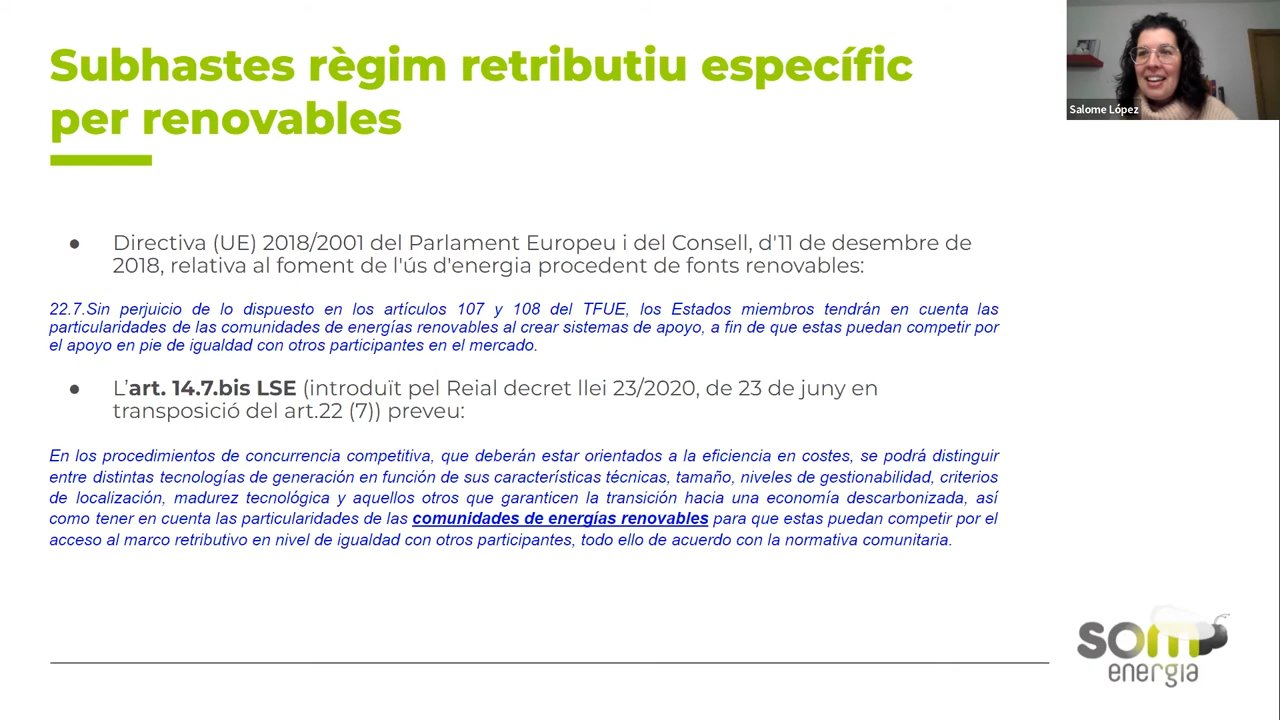 Subhastes règim retributiu específic
per renovables
Salome López
● Directiva (UE) 2018/2001 del Parlament Europeu i del Consell, d'11 de desembre de
2018, relativa al foment de l'ús d'energia procedent de fonts renovables:
22.7.Sin perjuicio de lo dispuesto en los artículos 107 y 108 del TFUE, los Estados miembros tendrán en cuenta las
particularidades de las comunidades de energías renovables al crear sistemas de apoyo, a fin de que estas puedan competir por
el apoyo en pie de igualdad con otros participantes en el mercado.
● L'art. 14.7.bis LSE (introduït pel Reial decret llei 23/2020, de 23 de juny en
transposició del art.22 (7)) preveu:
En los procedimientos de concurrencia competitiva, que deberán estar orientados a la eficiencia en costes, se podrá distinguir
entre distintas tecnologías de generación en función de sus características técnicas, tamaño, niveles de gestionabilidad, criterios
de localización, madurez tecnológica y aquellos otros que garanticen la transición hacia una economía descarbonizada, así
como tener en cuenta las particularidades de las comunidades de energías renovables para que estas puedan competir por el
acceso al marco retributivo en nivel de igualdad con otros participantes, todo ello de acuerdo con la normativa comunitaria.
som
energia